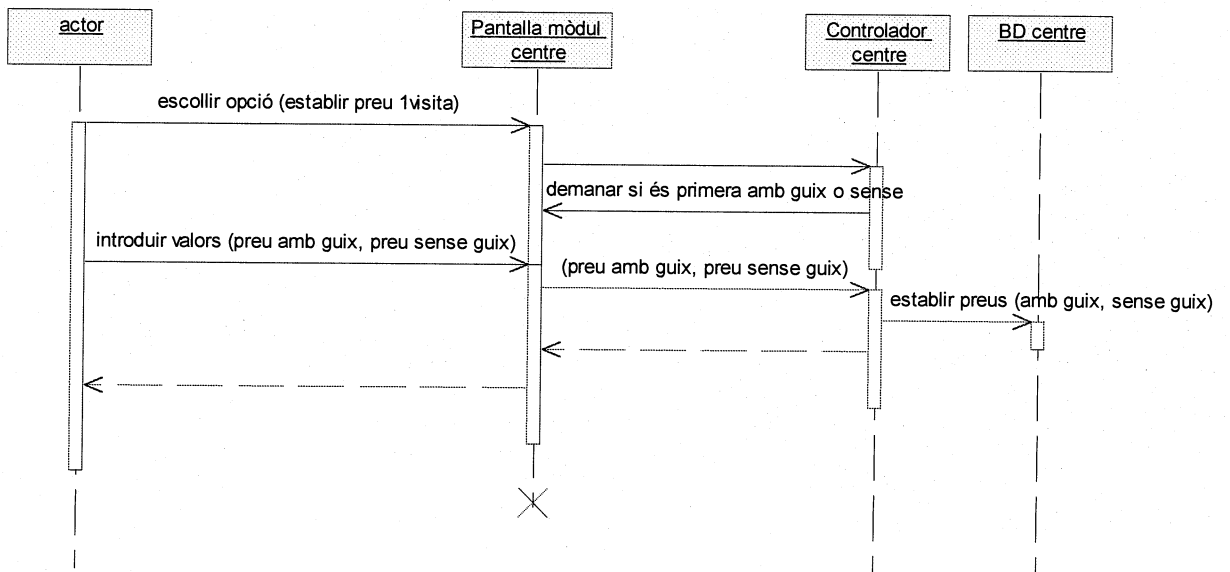 actor
Pantalla mòdul
centre
Controlador
centre
BD centre
escollir opció (establir preu 1visita)
demanar si és primera amb guix o sense
introduir valors (preu amb guix, preu sense guix)
(preu amb guix, preu sense guix)
establir preus (amb guix, sense guix)